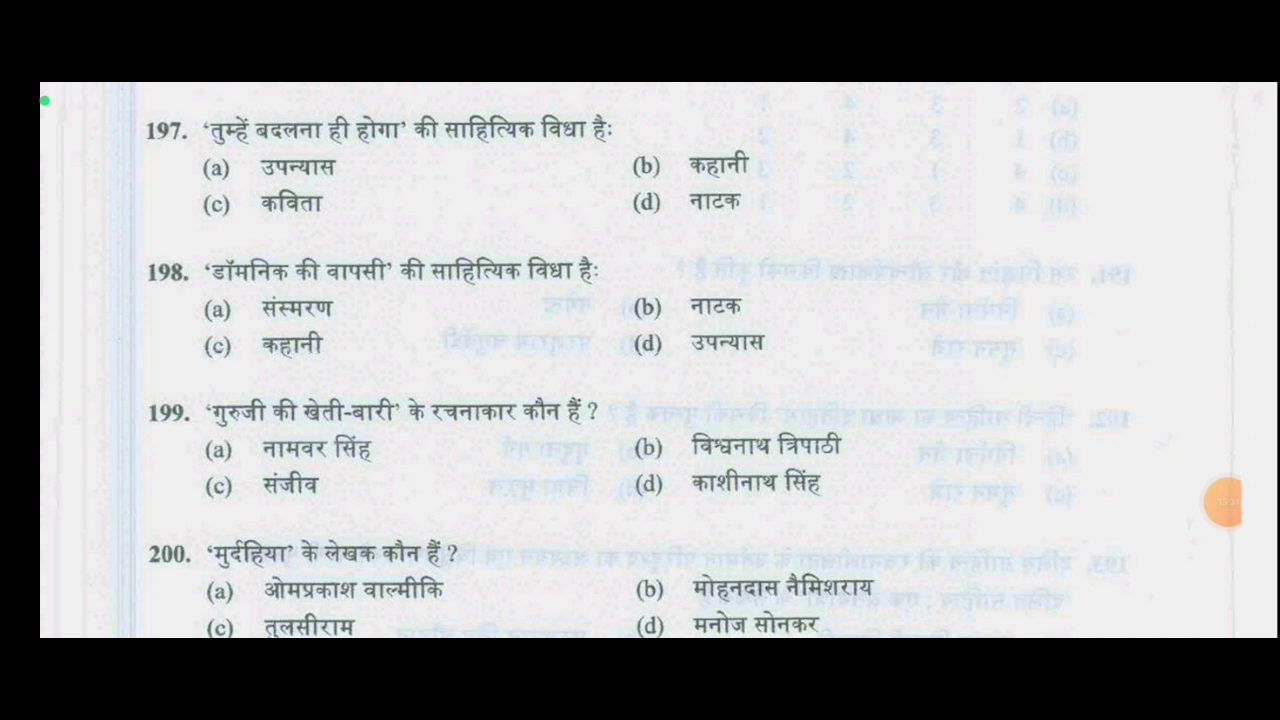 197. ‘तुम्हें बदलना ही होगा’ की साहित्यिक विधा हैः
(a) उपन्यास (b) कहानी
(c) कविता (d) नाटक
198. ‘डॉमनिक की वापसी’ की साहित्यिक विधा हैः
(a) संस्मरण (b) नाटक
(c) कहानी (d) उपन्यास
199. ‘गुरुजी की खेती-बारी’ के रचनाकार कौन हैं ?
(a) नामवर सिंह (b) विश्वनाथ त्रिपाठी
(c) संजीव (d) काशीनाथ सिंह
200. ‘मुर्दहिया’ के लेखक कौन हैं ?
(a) ओमप्रकाश वाल्मीकि (b) मोहनदास नैमिशराय
(c) तुलसीराम (d) मनोज सोनकर